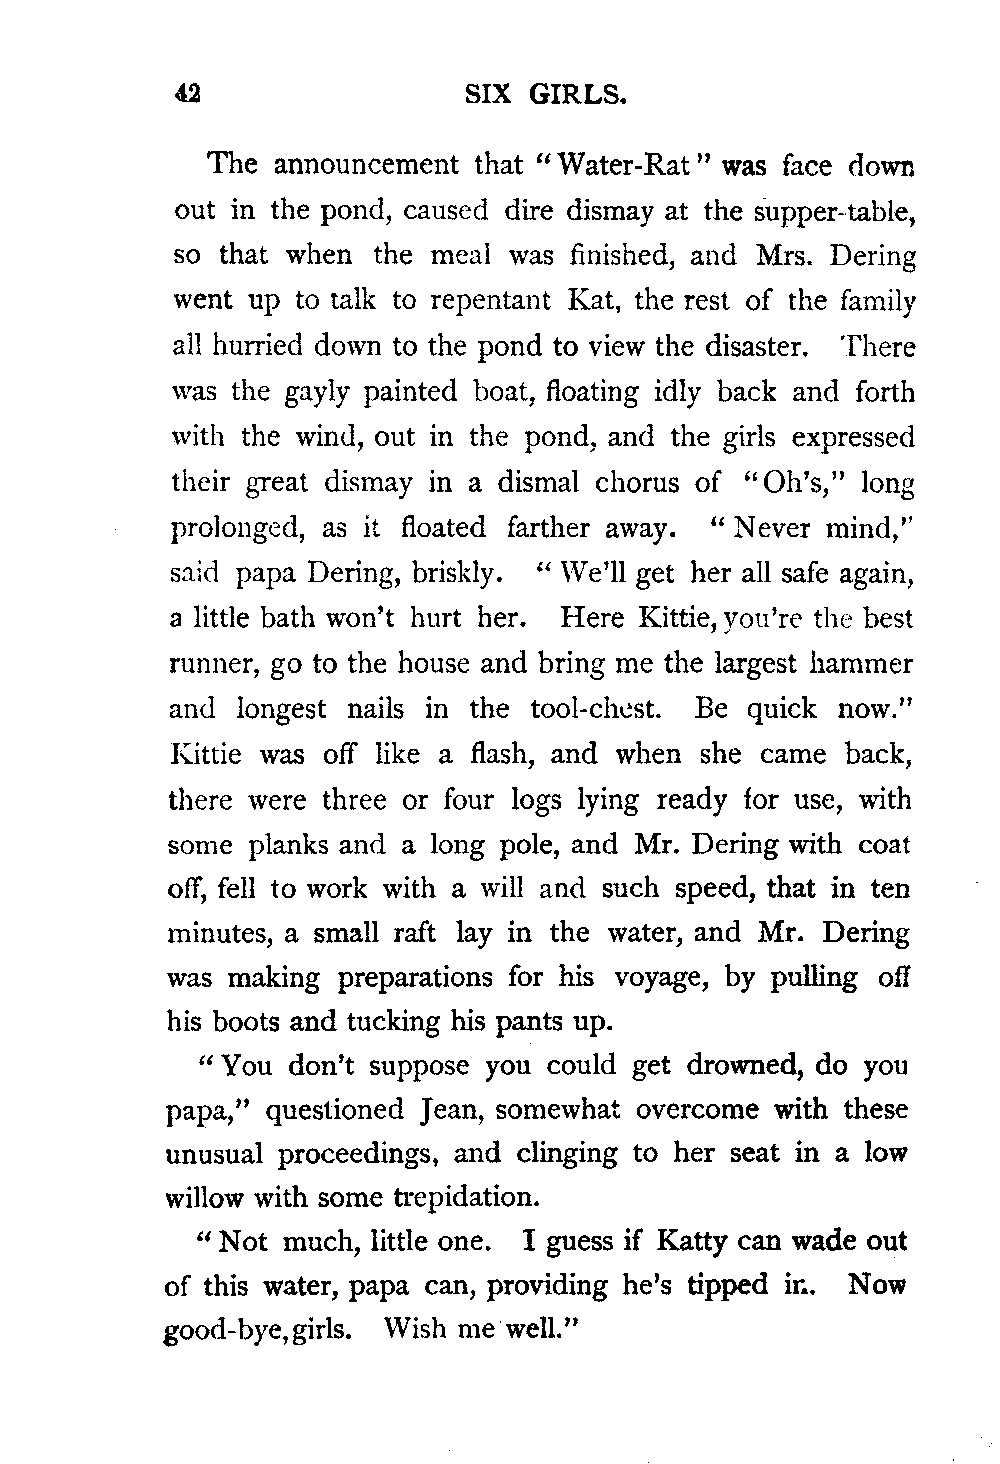 42 SIX GIRLS.
The announcement that "Water-Rat" was face down
out in the pond, caused dire dismay at the supper-table,
so that when the meal was finished, and Mrs. Dering
went up to talk to repentant Kat, the rest of the family
all hurried down to the pond to view the disaster. There
was the gayly painted boat, floating idly back and forth
with the wind, out in the pond, and the girls expressed
their great dismay in a dismal chorus of "Oh's," long
prolonged, as it floated farther away. "Never mind,"
said papa Dering, briskly. "We'll get her all safe again,
a little bath won't hurt her. Here Kittie, you're the best
runner, go to the house and bring me the largest hammer
and longest nails in the tool-chest. Be quick now."
Kittie was off like a flash, and when she came back,
there were three or four logs lying ready for use, with
some planks and a long pole, and Mr. Dering with coat
off, fell to work with a will and such speed, that in ten
minutes, a small raft lay in the water, and Mr. Dering
was making preparations for his voyage, by pulling off
his boots and tucking his pants up.
"You don't suppose you could get drowned, do you
papa," questioned Jean, somewhat overcome with these
unusual proceedings, and clinging to her seat in a low
willow with some trepidation.
"Not much, little one. I guess if Katty can wade out
of this water, papa can, providing he's tipped in. Now
good-bye, girls. Wish me well."